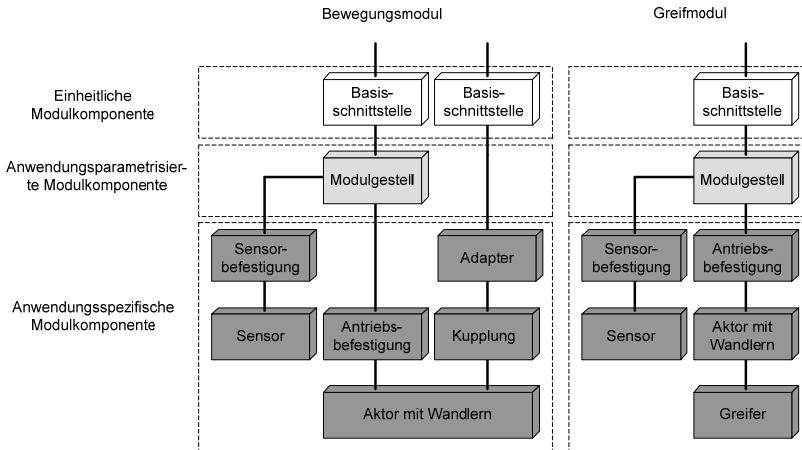 Bewegungsmodul
Greifmodul
Einheitliche
Modulkomponente
Basis-
schnittstelle
Basis-
schnittstelle
Basis-
schnittstelle
Anwendungsparametrisier-
te Modulkomponente
Modulgestell
Modulgestell
Anwendungsspezifische
Modulkomponente
Sensor-
befestigung
Adapter
Sensor-
befestigung
Antriebs-
befestigung
Sensor
Antriebs-
befestigung
Kupplung
Sensor
Aktor mit
Wandlern
Aktor mit Wandlern
Greifer